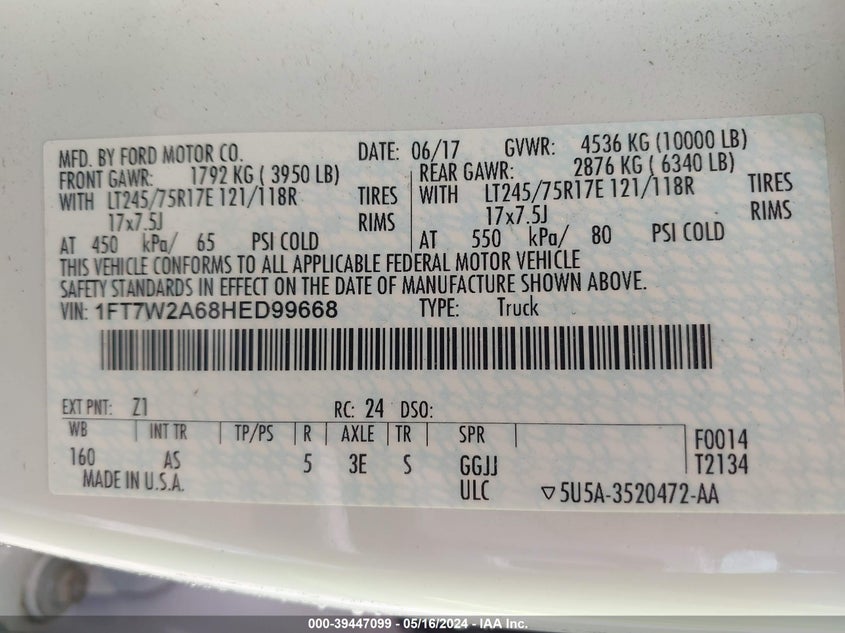 MFD. BY FORD MOTOR CO. DATE: 06/17 GVWR: 4536 KG (10000 LB)
FRONT GAWR: 1792 KG ( 3950 LB) REAR GAWR: 2876 KG ( 6340 LB)
WITH LT245/75R17E 121/118R TIRES WITH LT245/75R17E 121/118R TIRES
17x7.5J RIMS 17x7.5J RIMS
AT 450 kPa/ 65 PSI COLD AT 550 kPa/ 80 PSI COLD
THIS VEHICLE CONFORMS TO ALL APPLICABLE FEDERAL MOTOR VEHICLE
SAFETY STANDARDS IN EFFECT ON THE DATE OF MANUFACTURE SHOWN ABOVE.
VIN: 1FT7W2A68HED99668 TYPE: Truck
EXT PNT: Z1 RC: 24 DSO:
WB INT TR TP/PS R AXLE TR SPR F0014
160 AS 5 3E S GGJJ T2134
MADE IN U.S.A. ULC ▽5U5A-3520472-AA
000-39447099 - 05/16/2024 - IAA Inc.